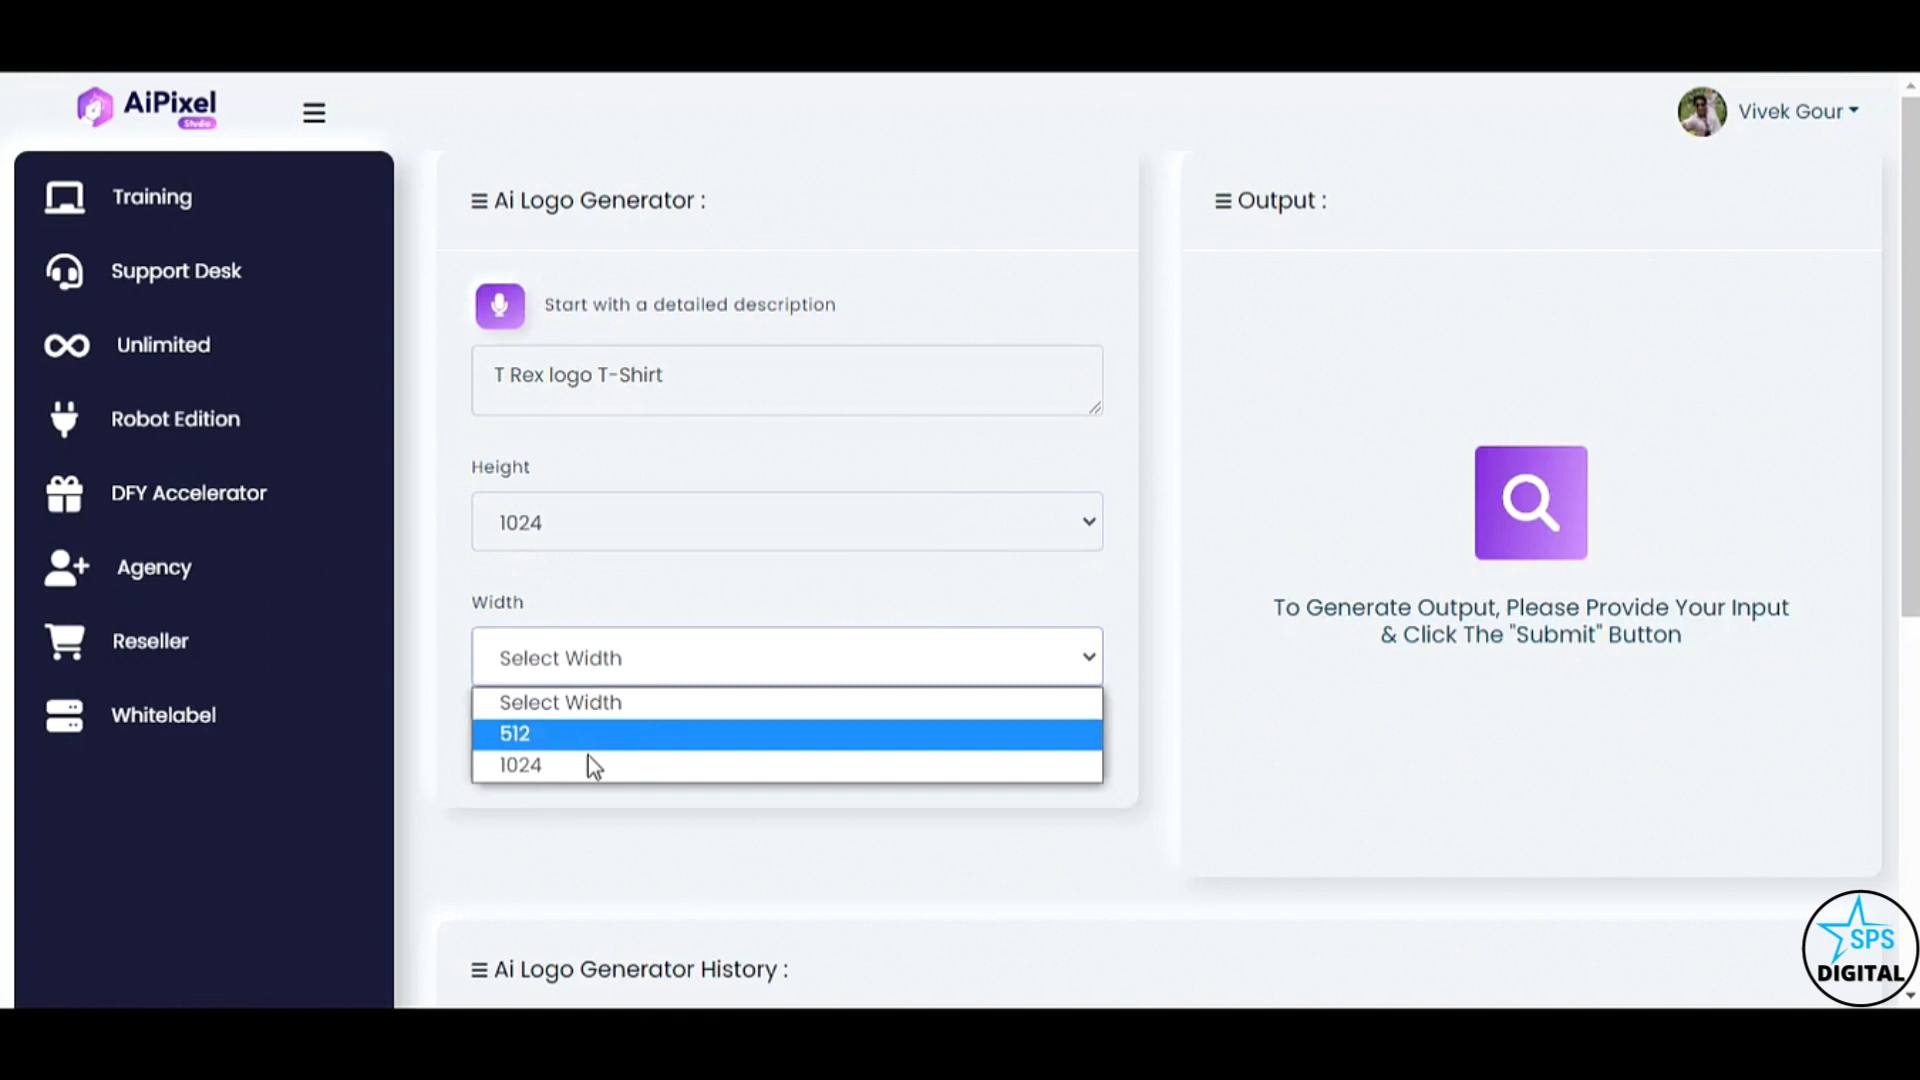 AiPixel
Studio
Vivek Gour
Training
Support Desk
Unlimited
Robot Edition
DFY Accelerator
Agency
Reseller
Whitelabel
Ai Logo Generator :
Start with a detailed description
T Rex logo T-Shirt
Height
1024
Width
Select Width
Select Width
512
1024
Output :
To Generate Output, Please Provide Your Input
& Click The "Submit" Button
Ai Logo Generator History :
SPS
DIGITAL